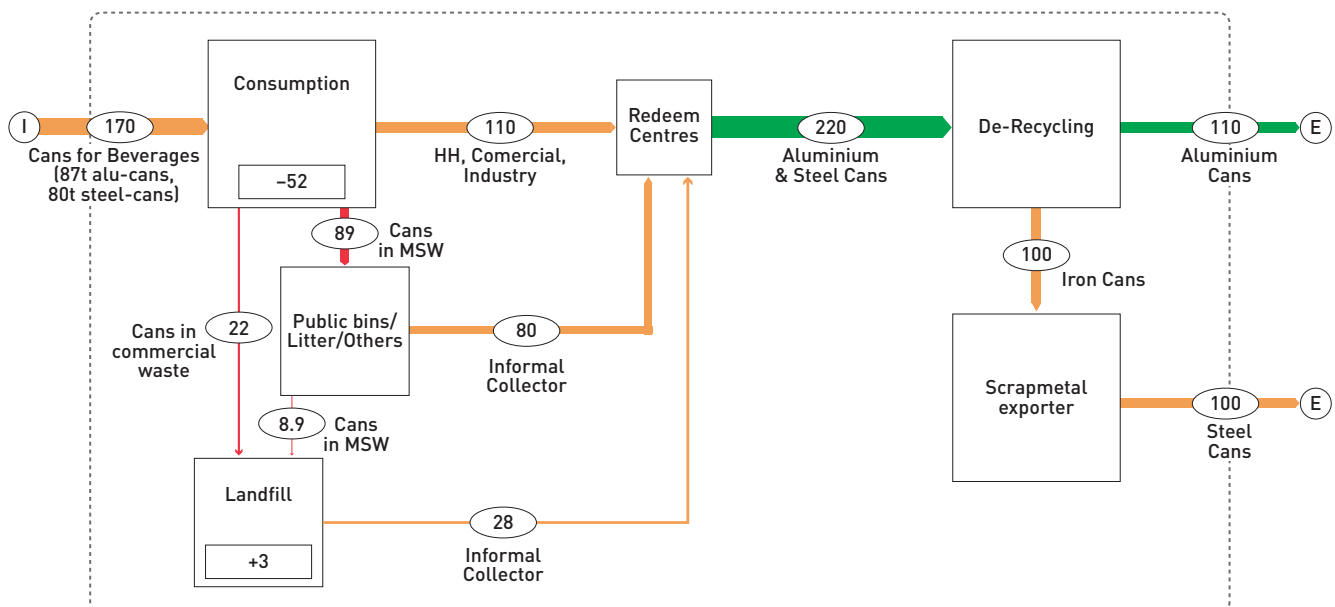 Consumption
−52
I
170
Cans for Beverages
(87t alu-cans,
80t steel-cans)
110
HH, Comercial,
Industry
Redeem
Centres
220
Aluminium
& Steel Cans
De-Recycling
110
Aluminium
Cans
E
89
Cans
in MSW
100
Iron Cans
22
Cans in
commercial
waste
Public bins/
Litter/Others
80
Informal
Collector
Scrapmetal
exporter
100
Steel
Cans
E
8.9
Cans
in MSW
Landfill
+3
28
Informal
Collector